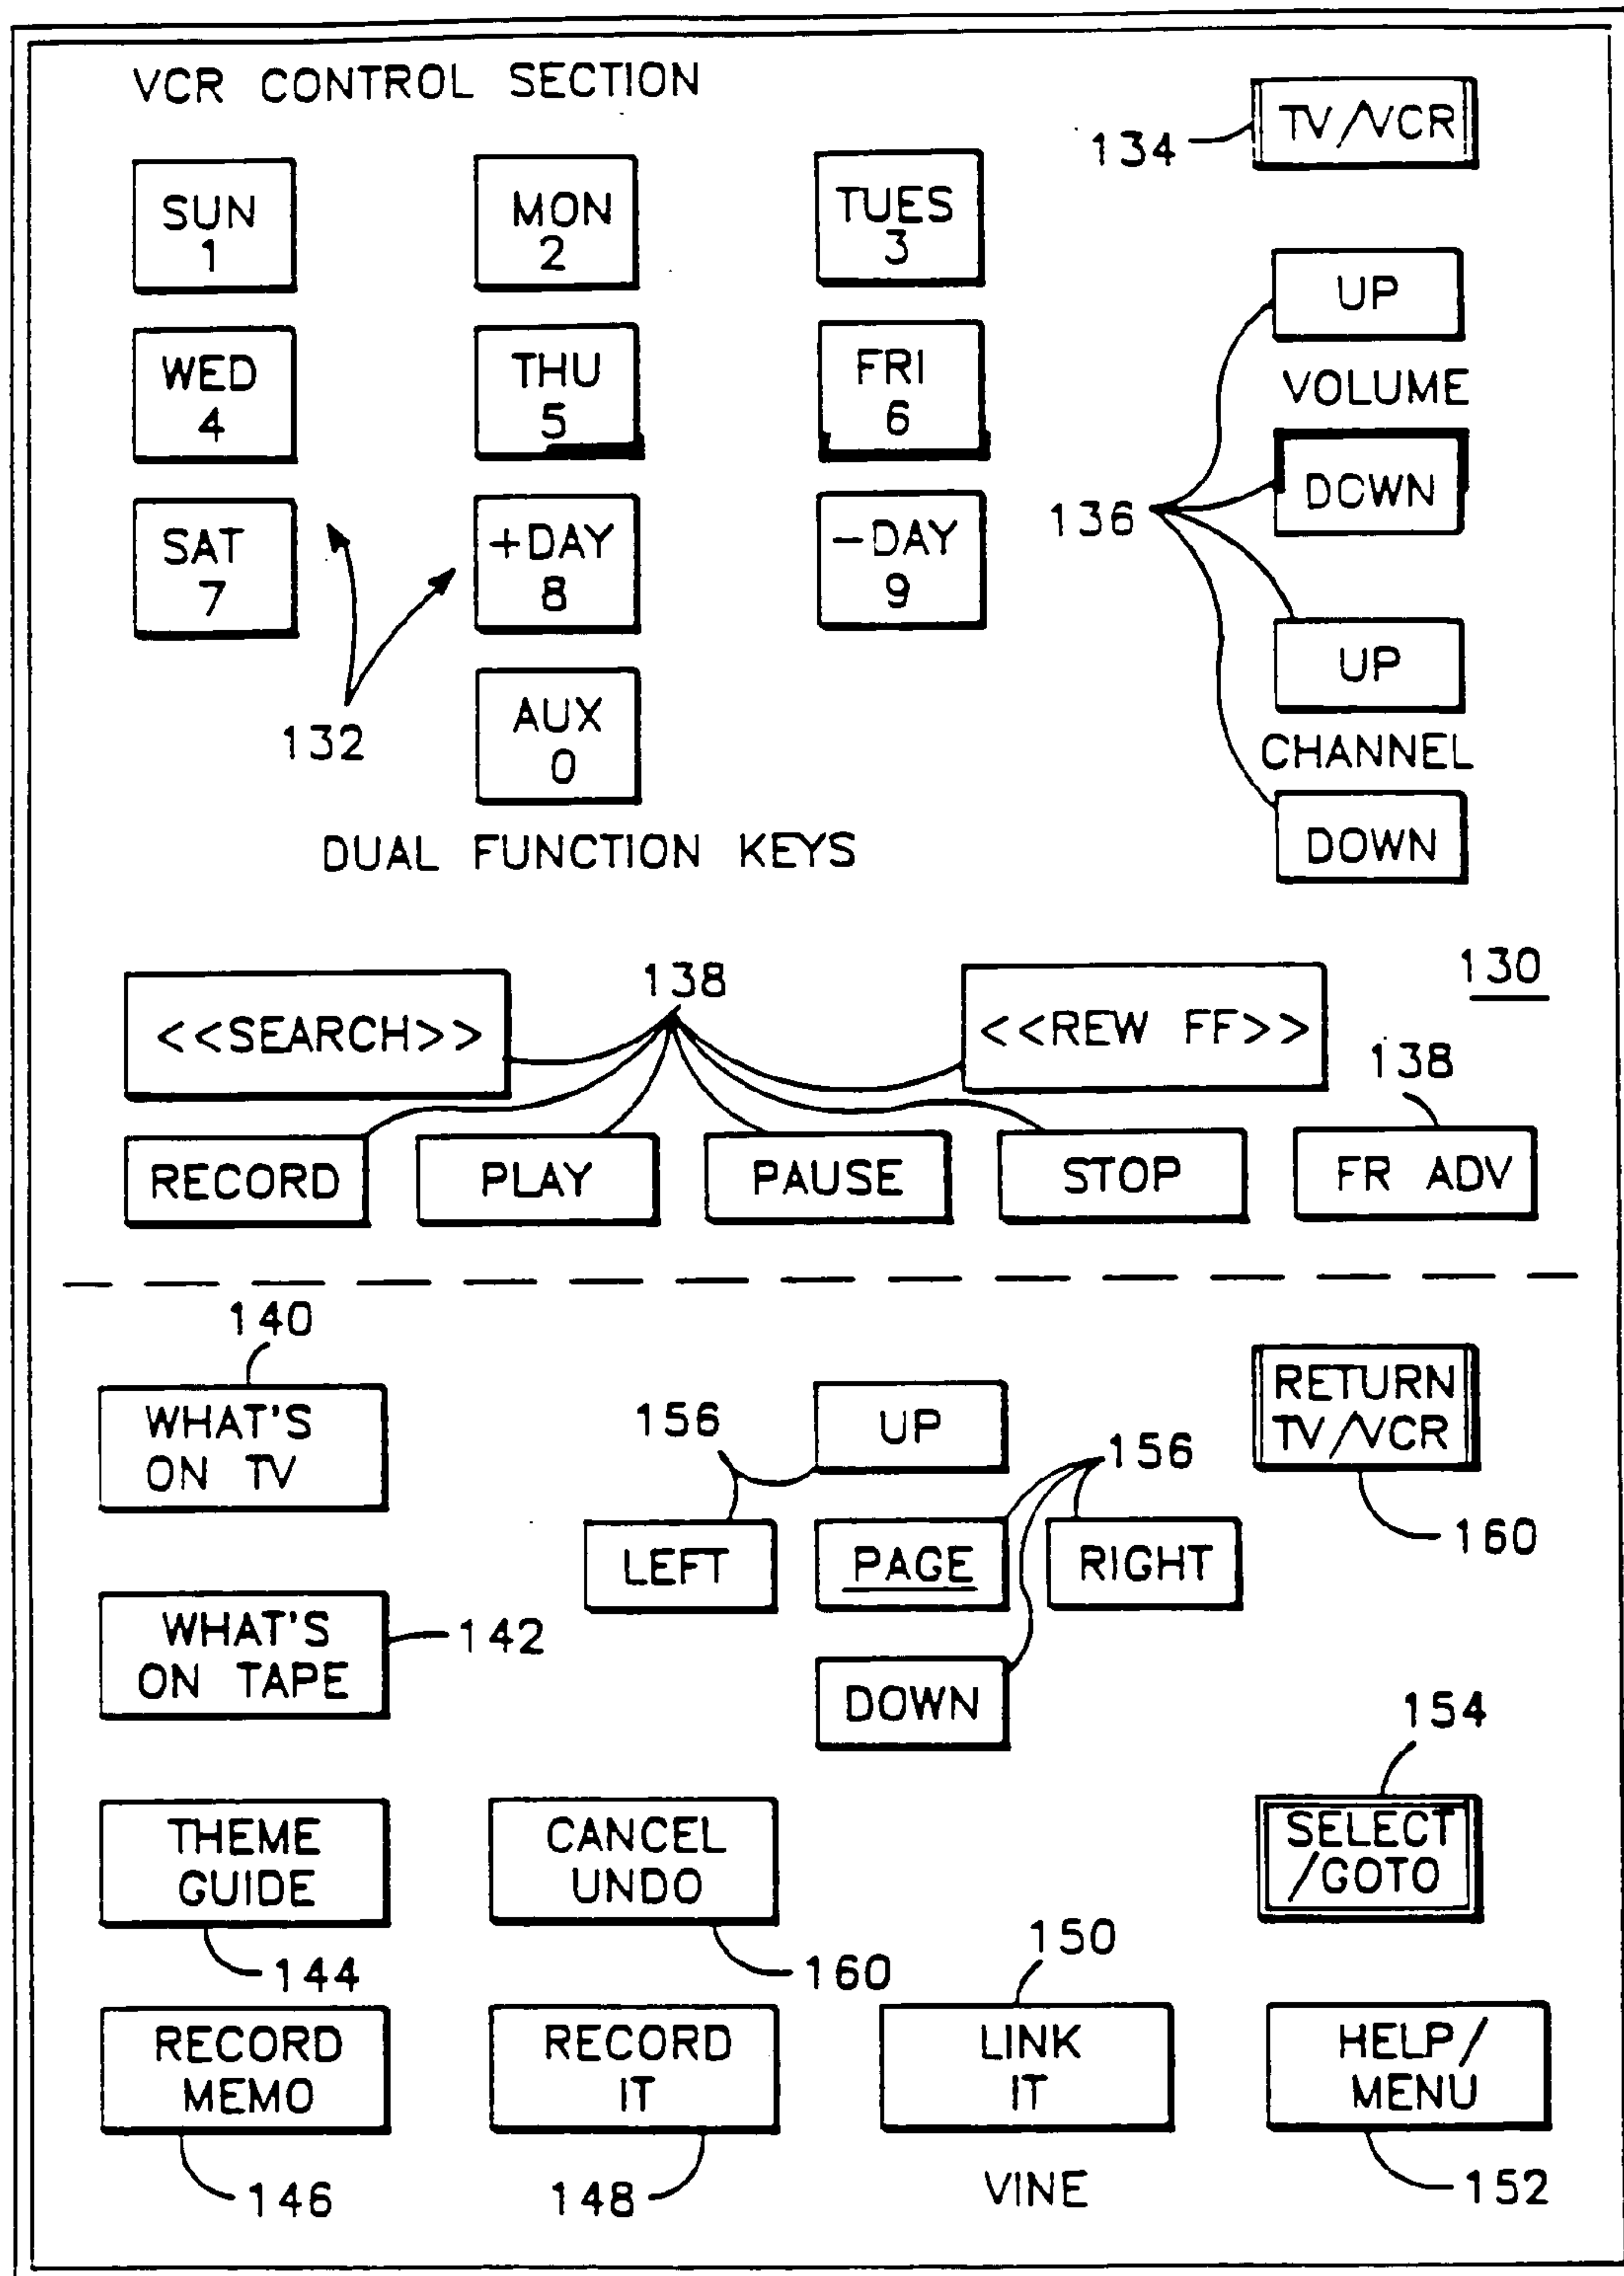 VCR CONTROL SECTION
TV/VCR
134
SUN
1
MON
2
TUES
3
UP
VOLUME
DOWN
WED
4
THU
5
FRI
6
136
SAT
7
+DAY
8
-DAY
9
UP
CHANNEL
DOWN
132
AUX
0
DUAL FUNCTION KEYS
138
130
<<SEARCH>>
<<REW FF>>
138
RECORD
PLAY
PAUSE
STOP
FR ADV
140
WHAT'S
ON TV
156
UP
156
RETURN
TV/VCR
160
LEFT
PAGE
RIGHT
WHAT'S
ON TAPE
142
DOWN
154
THEME
GUIDE
144
CANCEL
UNDO
160
SELECT
/GOTO
150
RECORD
MEMO
146
RECORD
IT
148
LINK
IT
VINE
HELP/
MENU
152